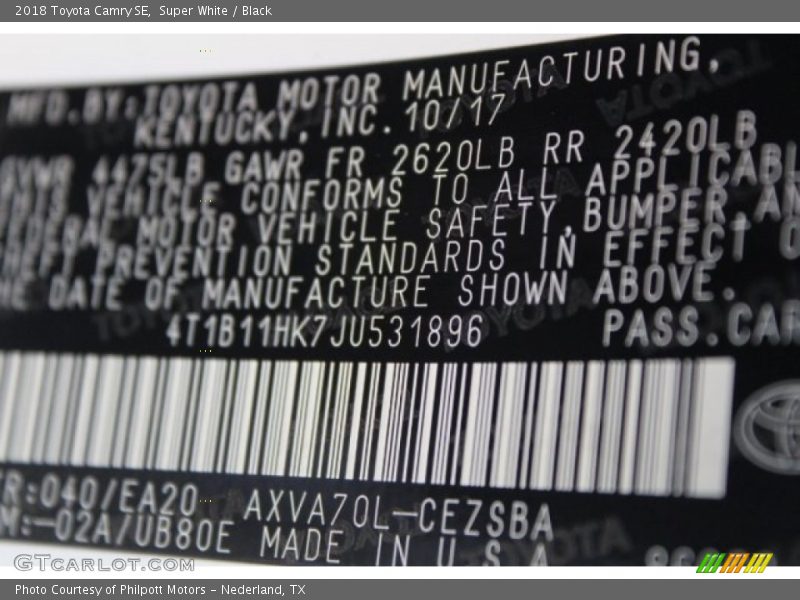 2018 Toyota Camry SE, Super White / Black
MFD.BY:TOYOTA MOTOR MANUFACTURING,
KENTUCKY, INC. 10/17
GVWR 4475LB GAWR FR 2620LB RR 2420LB
THIS VEHICLE CONFORMS TO ALL APPLICABL
FEDERAL MOTOR VEHICLE SAFETY, BUMPER, AN
THEFT PREVENTION STANDARDS IN EFFECT O
THE DATE OF MANUFACTURE SHOWN ABOVE.
4T1B11HK7JU531896 PASS.CAR
TR:040/EA20 AXVA70L-CEZSBA
M:-02A/UB80E MADE IN U.S.A.
GTCARLOT.COM
Photo Courtesy of Philpott Motors - Nederland, TX